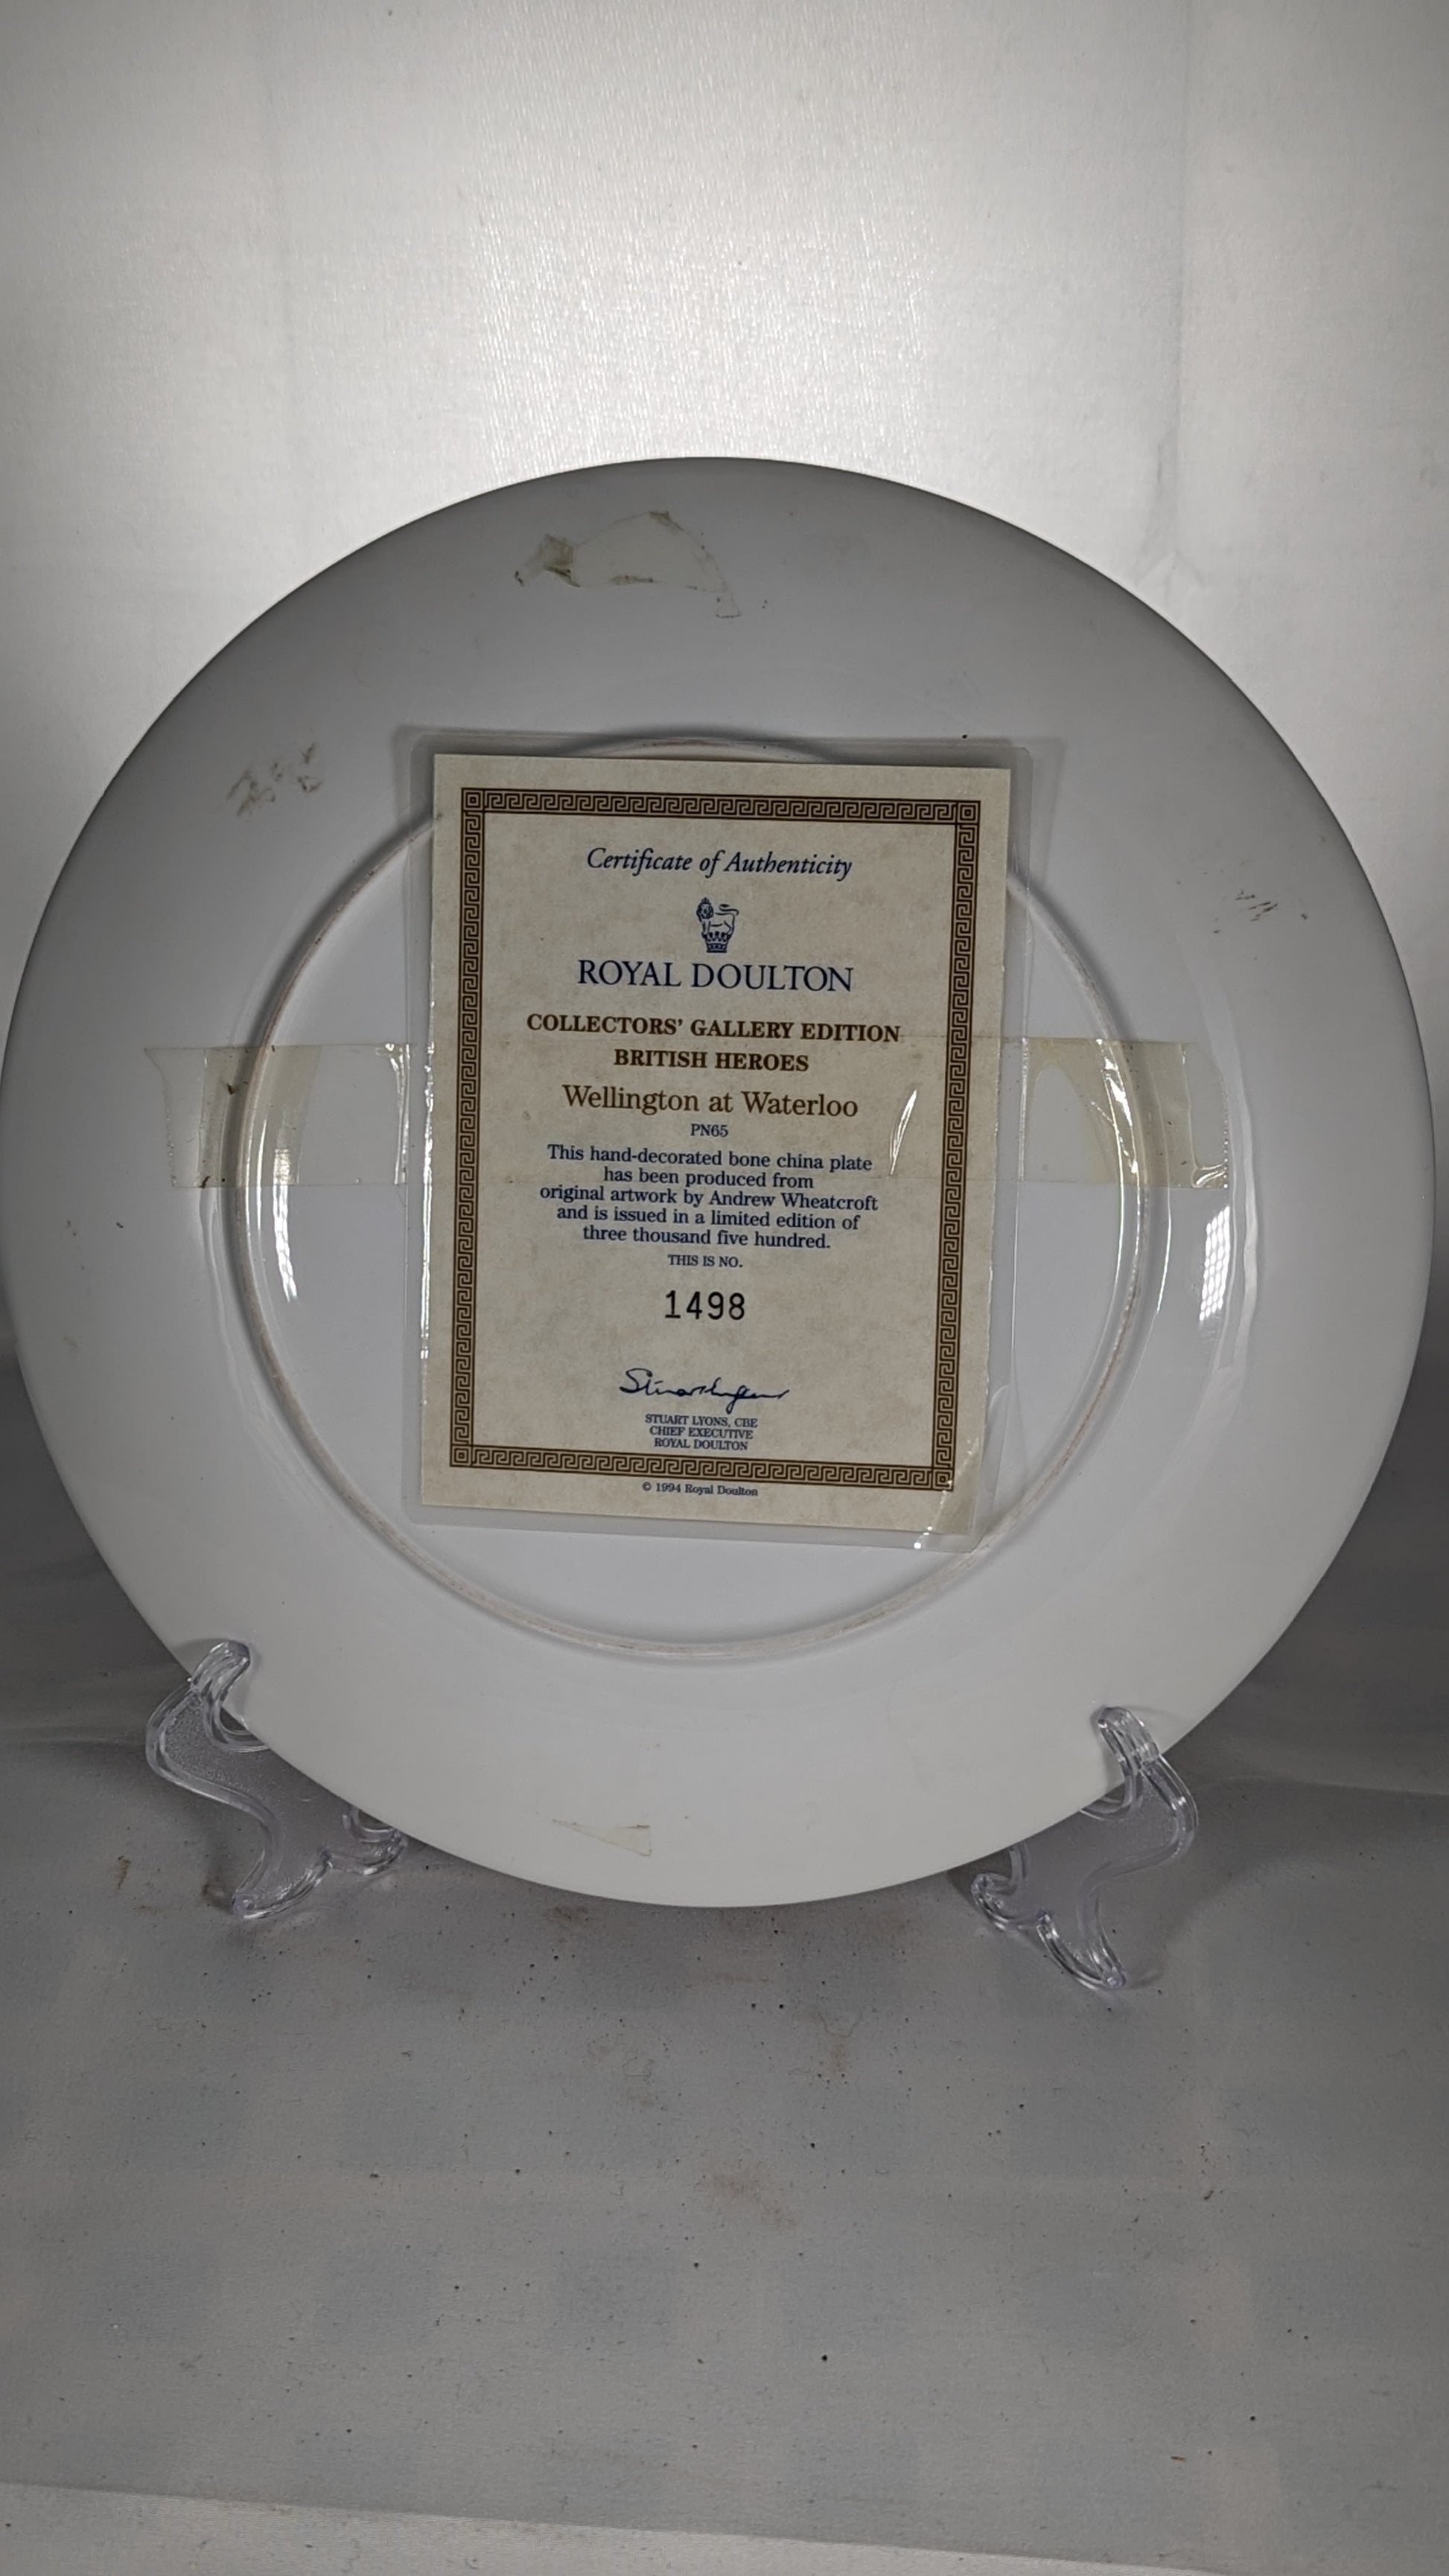 Certificate of Authenticity
ROYAL DOULTON
COLLECTORS' GALLERY EDITION
BRITISH HEROES
Wellington at Waterloo
PN65
This hand-decorated bone china plate
has been produced from
original artwork by Andrew Wheatcroft
and is issued in a limited edition of
three thousand five hundred.
THIS IS NO.
1498
STUART LYONS, CBE
CHIEF EXECUTIVE
ROYAL DOULTON
© 1994 Royal Doulton